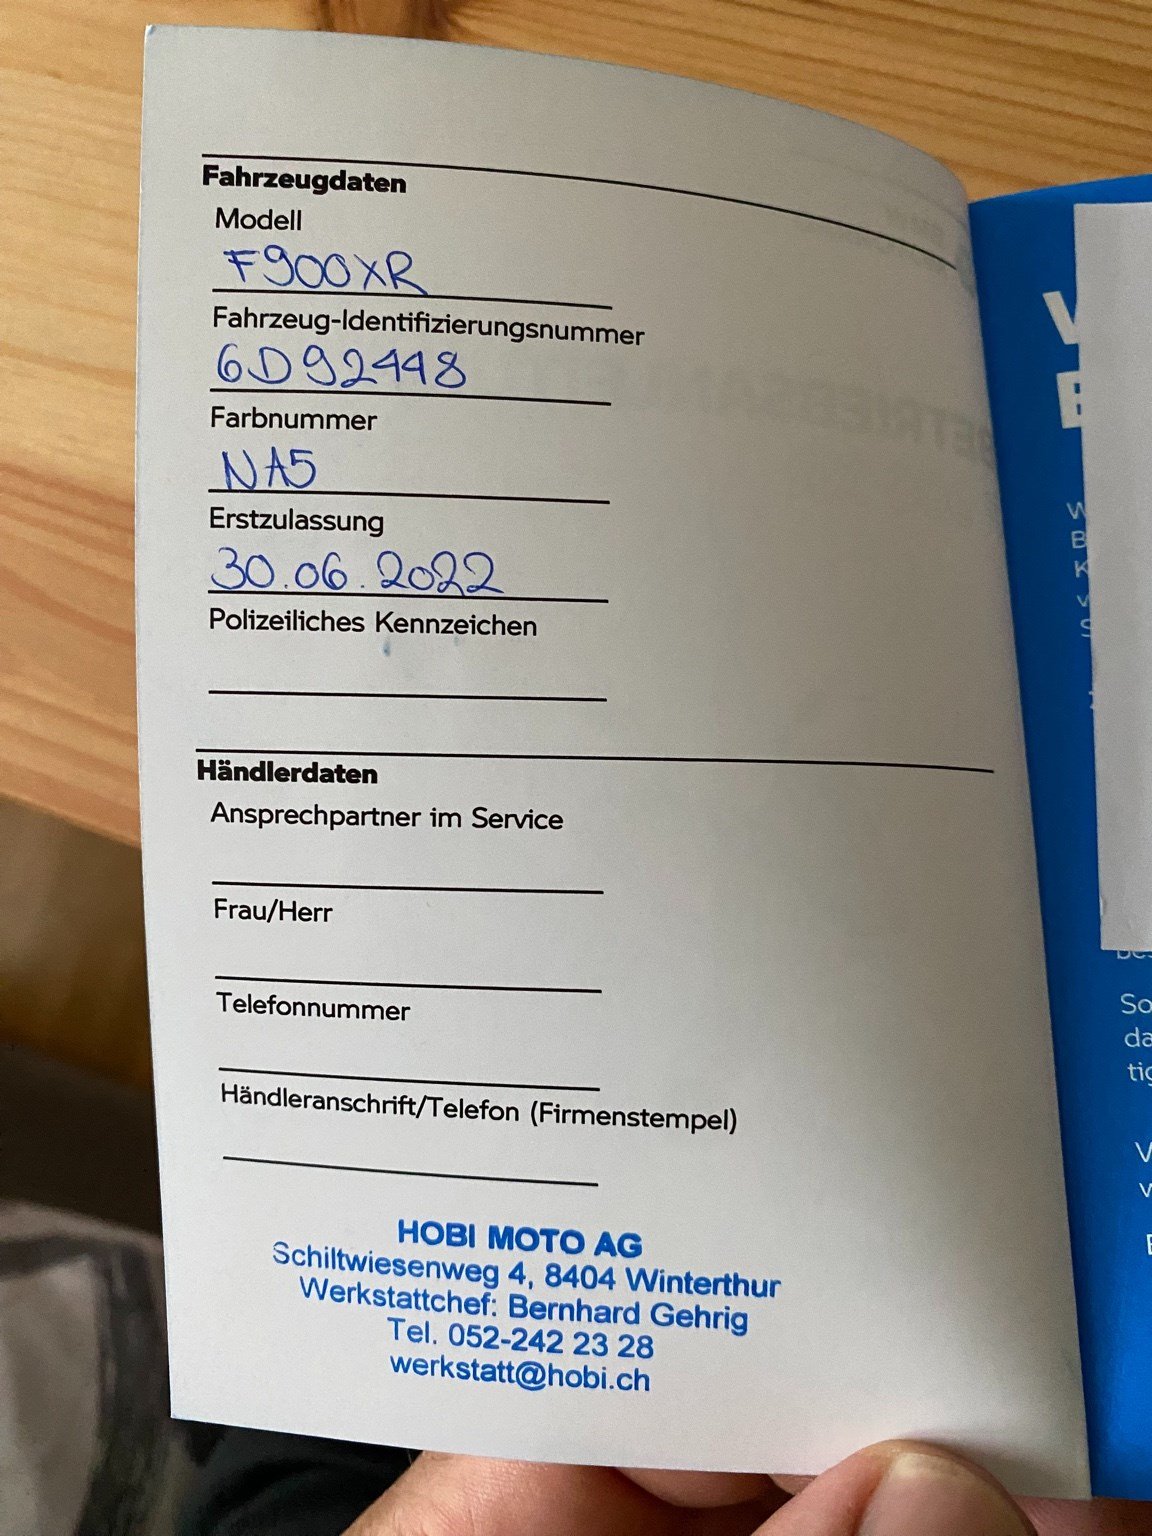 Fahrzeugdaten
Modell
F900XR
Fahrzeug-Identifizierungsnummer
6D92448
Farbnummer
NA5
Erstzulassung
30.06.2022
Polizeiliches Kennzeichen
Händlerdaten
Ansprechpartner im Service
Frau/Herr
Telefonnummer
Händleranschrift/Telefon (Firmenstempel)
HOBI MOTO AG
Schiltwiesenweg 4, 8404 Winterthur
Werkstattchef: Bernhard Gehrig
Tel. 052-242 23 28
werkstatt@hobi.ch